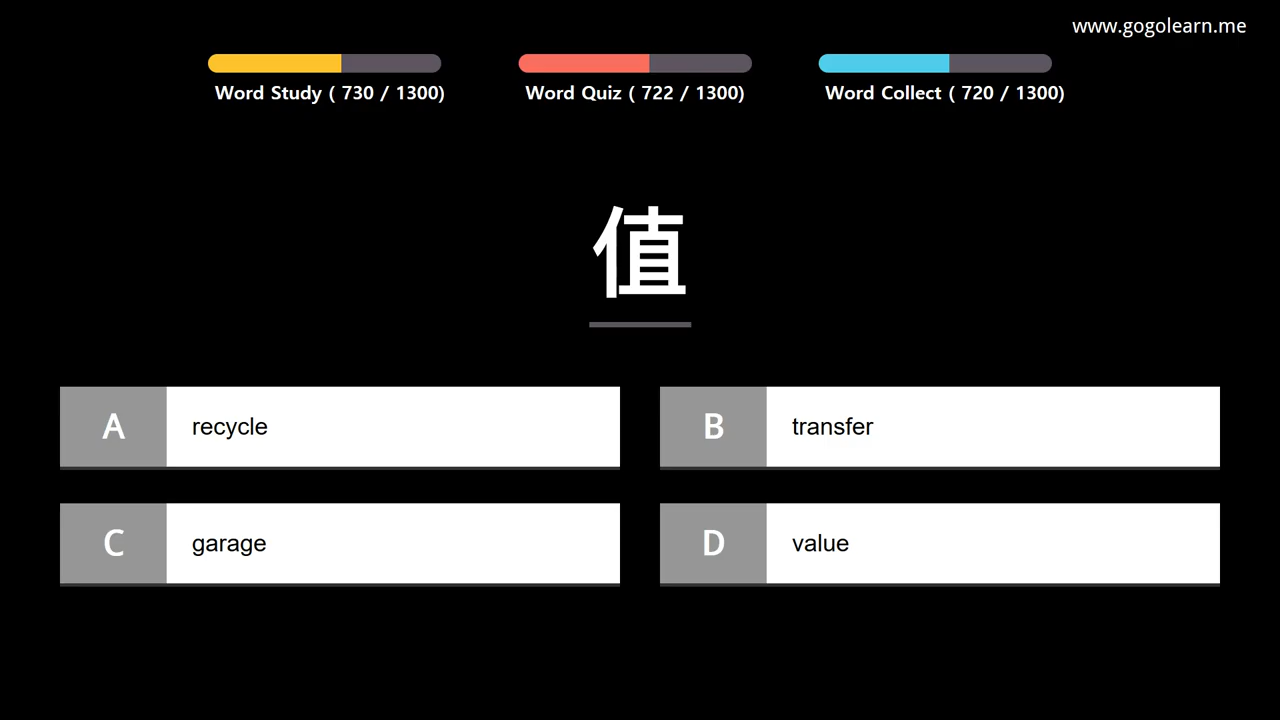 www.gogolearn.me
Word Study ( 730 / 1300)
Word Quiz ( 722 / 1300)
Word Collect ( 720 / 1300)
值
A recycle
B transfer
C garage
D value